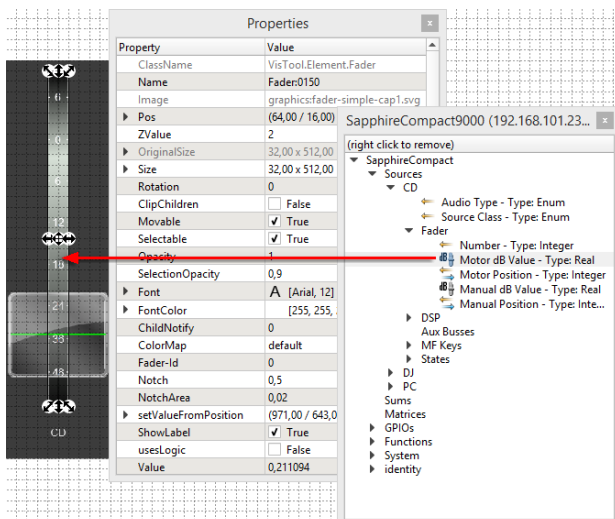 6
0
6
12
18
24
36
48
CD
Properties
x
Property Value
ClassName VisTool.Element.Fader
Name Fader:0150
Image graphics:fader-simple-cap1.svg
Pos (64,00 / 16,00)
ZValue 2
OriginalSize 32,00 x 512,00
Size 32,00 x 512,00
Rotation 0
ClipChildren False
Movable True
Selectable True
Opacity 1
SelectionOpacity 0,9
Font A [Arial, 12]
FontColor [255, 255,
ChildNotify 0
ColorMap default
Fader-Id 0
Notch 0,5
NotchArea 0,02
setValueFromPosition (971,00 / 643,0
ShowLabel True
usesLogic False
Value 0,211094
SapphireCompact9000 (192.168.101.23... x
(right click to remove)
SapphireCompact
Sources
CD
Audio Type - Type: Enum
Source Class - Type: Enum
Fader
Number - Type: Integer
dB Motor dB Value - Type: Real
Motor Position - Type: Integer
dB Manual dB Value - Type: Real
Manual Position - Type: Inte...
DSP
Aux Busses
MF Keys
States
DJ
PC
Sums
Matrices
GPIOs
Functions
System
identity